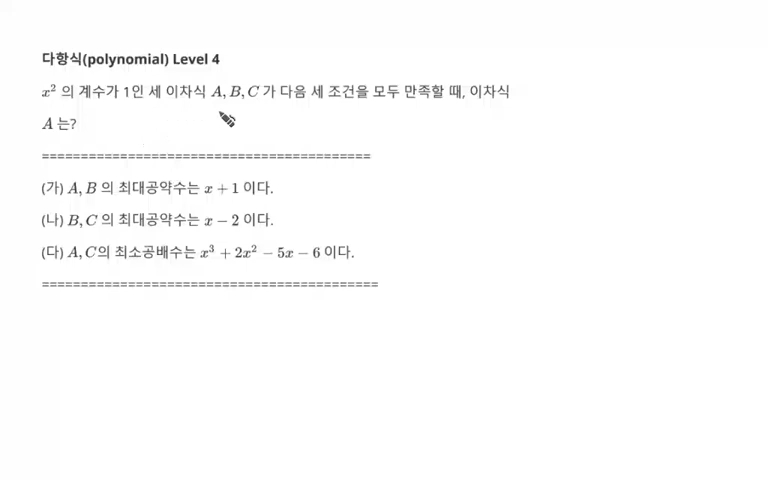 다항식(polynomial) Level 4
x² 의 계수가 1인 세 이차식 A, B, C 가 다음 세 조건을 모두 만족할 때, 이차식
A 는?
==========================================
(가) A, B 의 최대공약수는 x + 1 이다.
(나) B, C 의 최대공약수는 x − 2 이다.
(다) A, C의 최소공배수는 x³ + 2x² − 5x − 6 이다.
===========================================